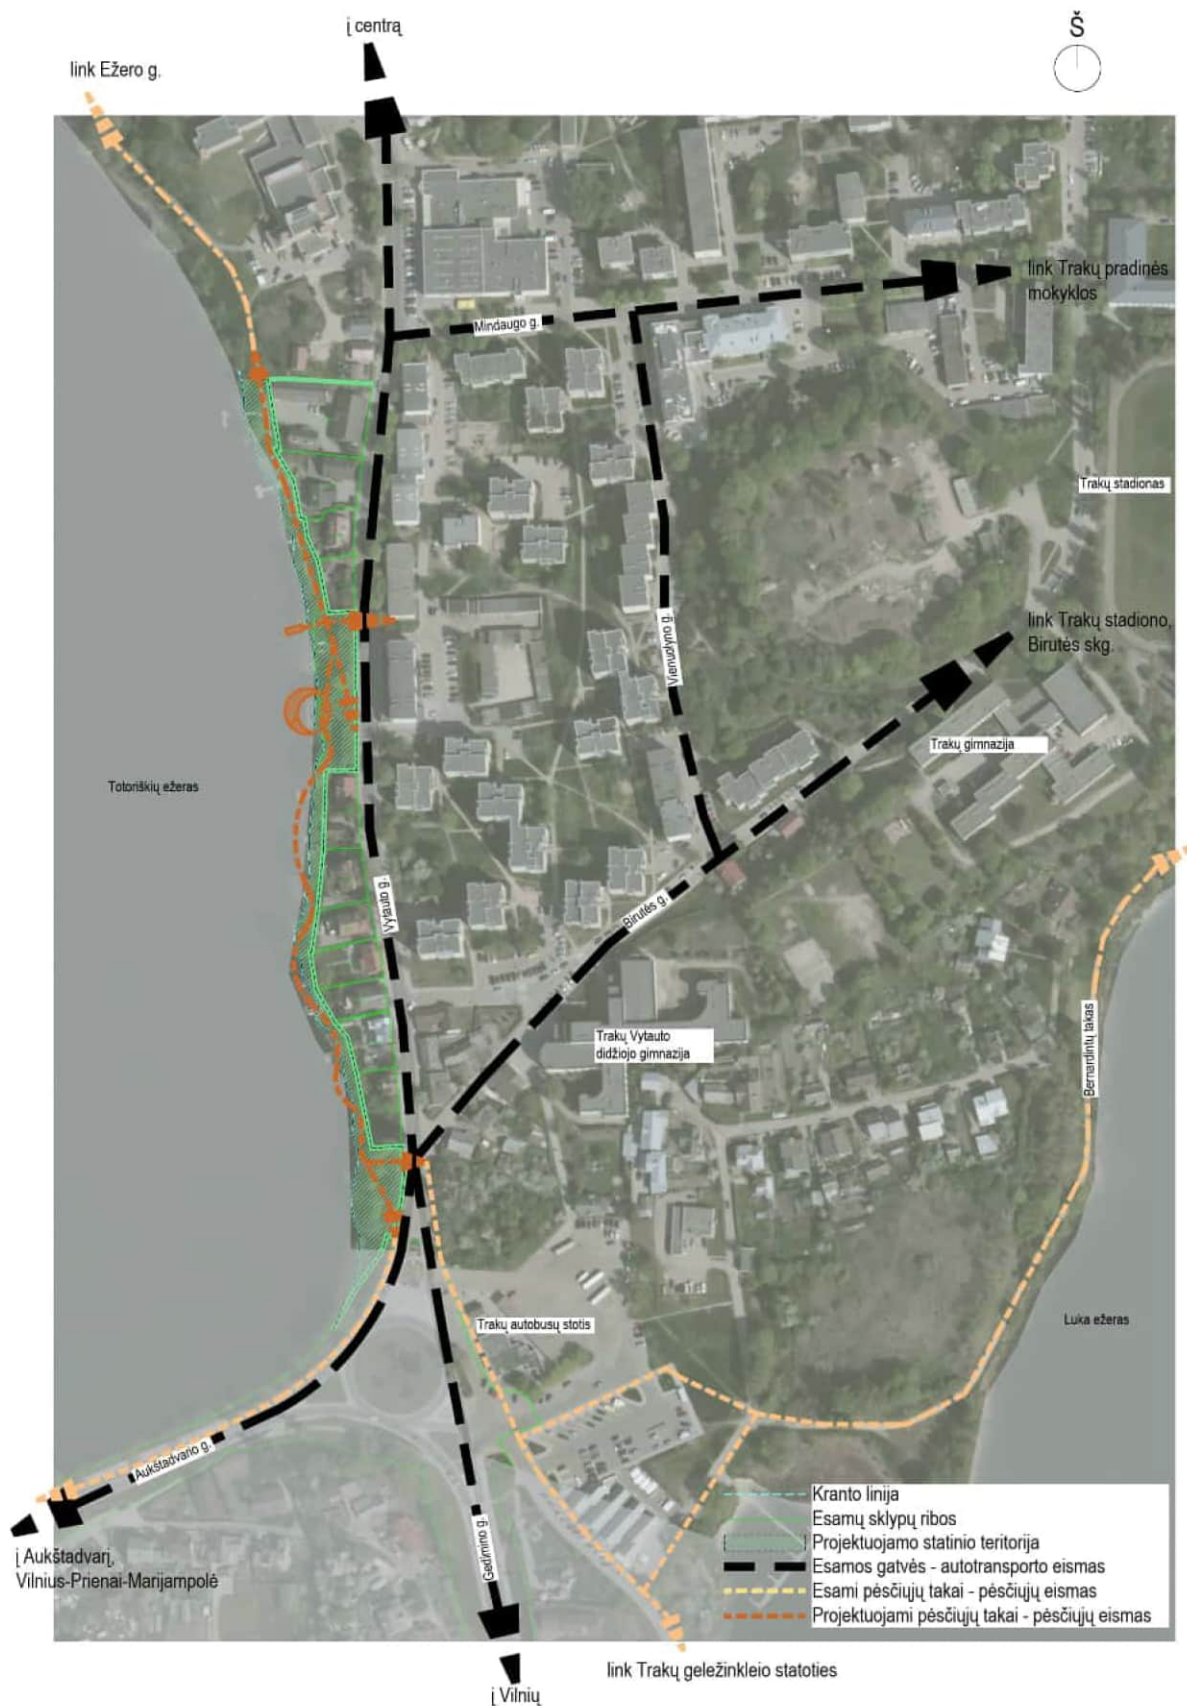 į centrą
Š
link Ežero g.
link Trakų pradinės
mokyklos
Mindaugo g.
Trakų stadionas
link Trakų stadiono,
Birutės skg.
Vienuolyno g.
Trakų gimnazija
Totoriškių ežeras
Vytauto g.
Birutės g.
Trakų Vytauto
didžiojo gimnazija
Bernardinų takas
Trakų autobusų stotis
Luka ežeras
Aukštadvario g.
Gedimino g.
Kranto linija
Esamų sklypų ribos
Projektuojamo statinio teritorija
Esamos gatvės - autotransporto eismas
Esami pėsčiųjų takai - pėsčiųjų eismas
Projektuojami pėsčiųjų takai - pėsčiųjų eismas
į Aukštadvarį,
Vilnius-Prienai-Marijampolė
link Trakų geležinkleio statoties
į Vilnių